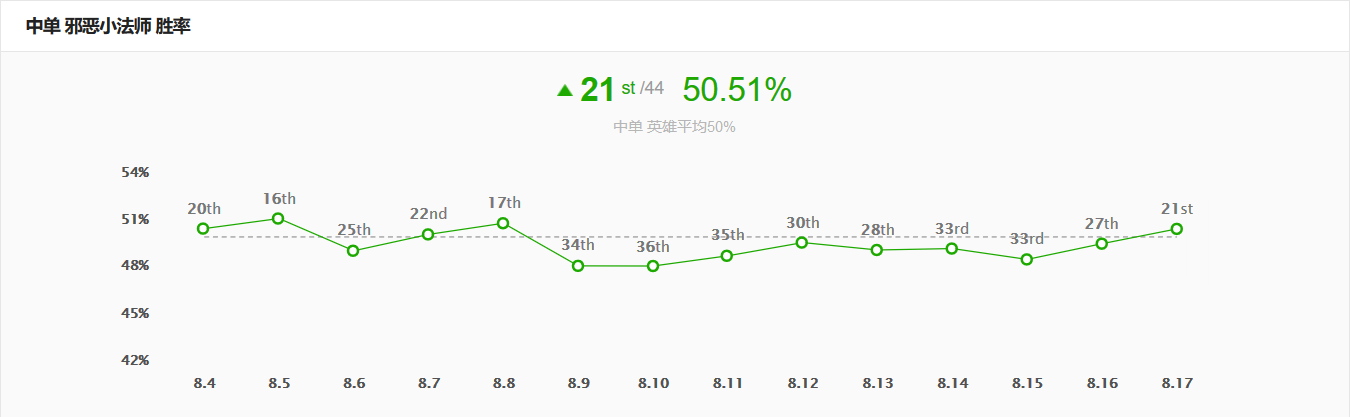 中单 邪恶小法师 胜率
21 st /44 50.51%
中单 英雄平均50%
54%
51%
48%
45%
42%
20th 16th 25th 22nd 17th 34th 36th 35th 30th 28th 33rd 33rd 27th 21st
8.4 8.5 8.6 8.7 8.8 8.9 8.10 8.11 8.12 8.13 8.14 8.15 8.16 8.17